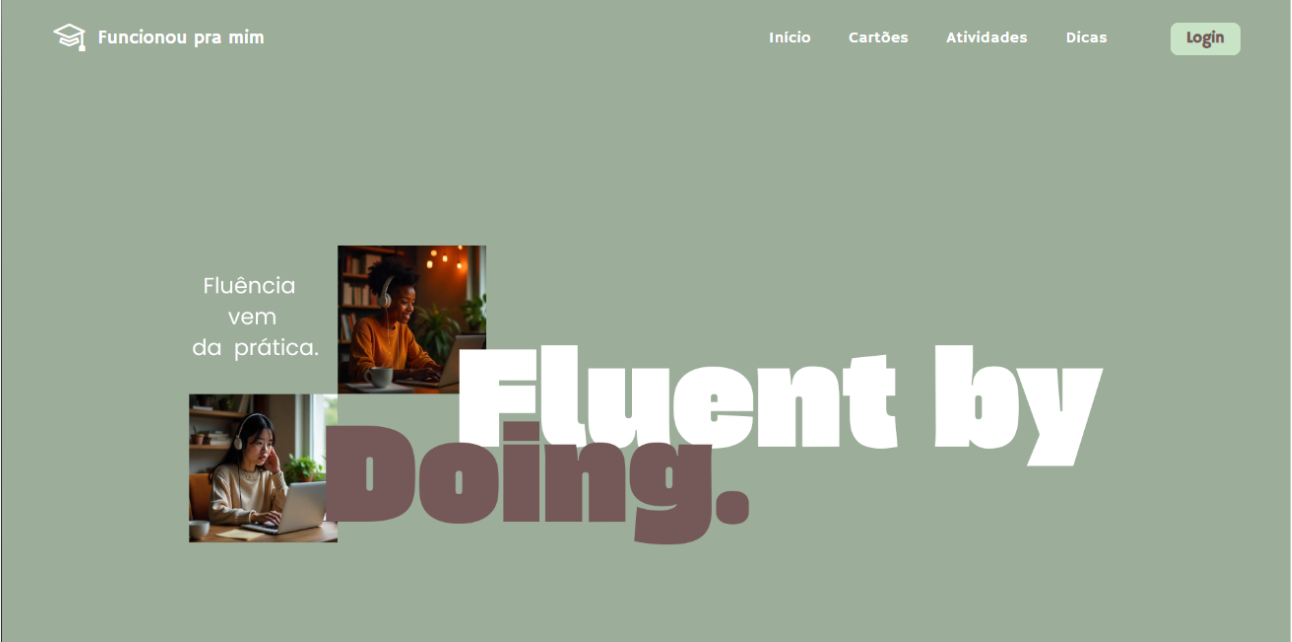 Funcionou pra mim
Início
Cartões
Atividades
Dicas
Login
Fluência
vem
da prática.
Fluent by
Doing.